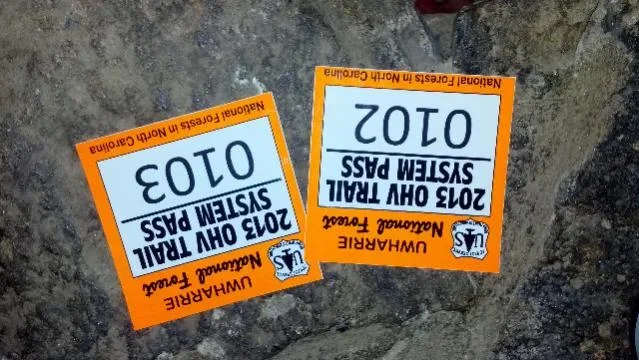 UWHARRIE
National Forest
2013 OHV TRAIL
SYSTEM PASS
0102
National Forests in North Carolina
UWHARRIE
National Forest
US
2013 OHV TRAIL
SYSTEM PASS
0103
National Forests in North Carolina